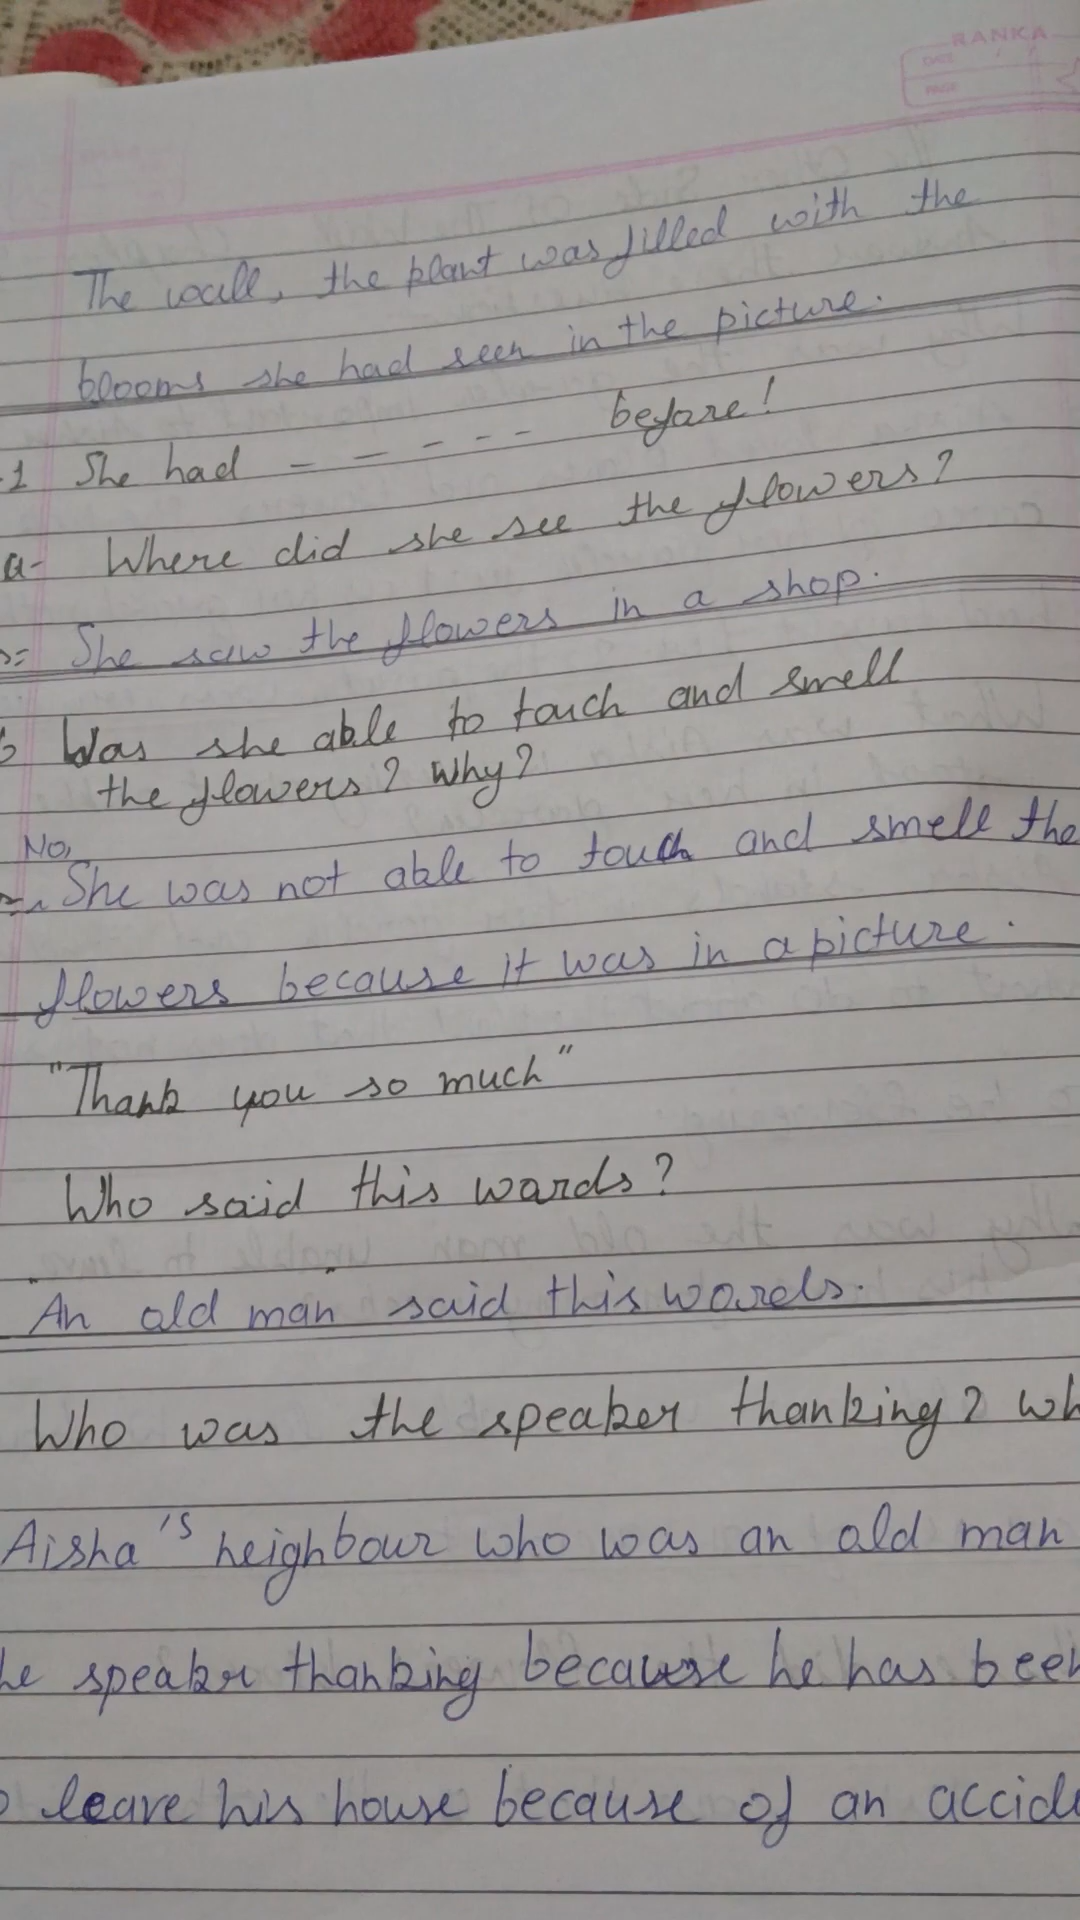 RANKA
DATE
PAGE
The wall, the plant was filled with the
blooms she had seen in the picture.
1 She had - - - - - before!
a- Where did she see the flowers?
She saw the flowers in a shop.
Was she able to touch and smell
the flowers? Why?
No,
She was not able to touch and smell the
flowers because it was in a picture.
"Thank you so much"
Who said this words?
An old man said this words.
Who was the speaker thanking? wh
Aisha's neighbour who was an old man
he speaker thanking because he has been
leave his house because of an accide